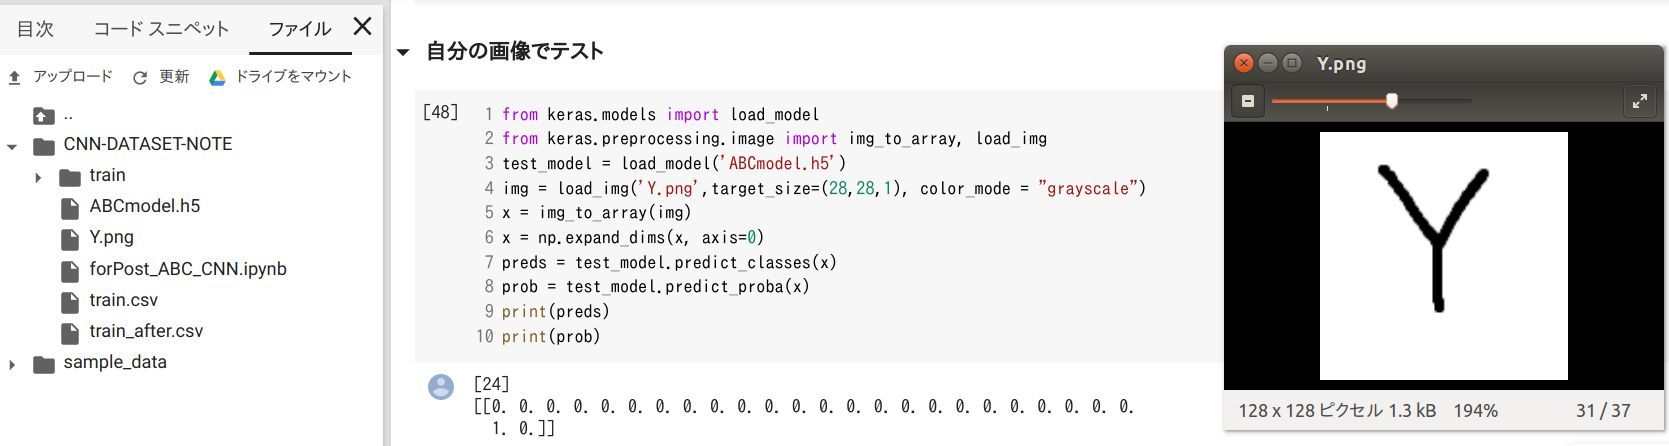 目次 コード スニペット ファイル
アップロード 更新 ドライブをマウント
..
CNN-DATASET-NOTE
train
ABCmodel.h5
Y.png
forPost_ABC_CNN.ipynb
train.csv
train_after.csv
sample_data
自分の画像でテスト
[48]
1 from keras.models import load_model
2 from keras.preprocessing.image import img_to_array, load_img
3 test_model = load_model('ABCmodel.h5')
4 img = load_img('Y.png',target_size=(28,28,1), color_mode = "grayscale")
5 x = img_to_array(img)
6 x = np.expand_dims(x, axis=0)
7 preds = test_model.predict_classes(x)
8 prob = test_model.predict_proba(x)
9 print(preds)
10 print(prob)
[24]
[[0. 0. 0. 0. 0. 0. 0. 0. 0. 0. 0. 0. 0. 0. 0. 0. 0. 0. 0. 0. 0. 0. 0. 0.
1. 0.]]
Y.png
Y
128 x 128 ピクセル 1.3 kB 194% 31 / 37